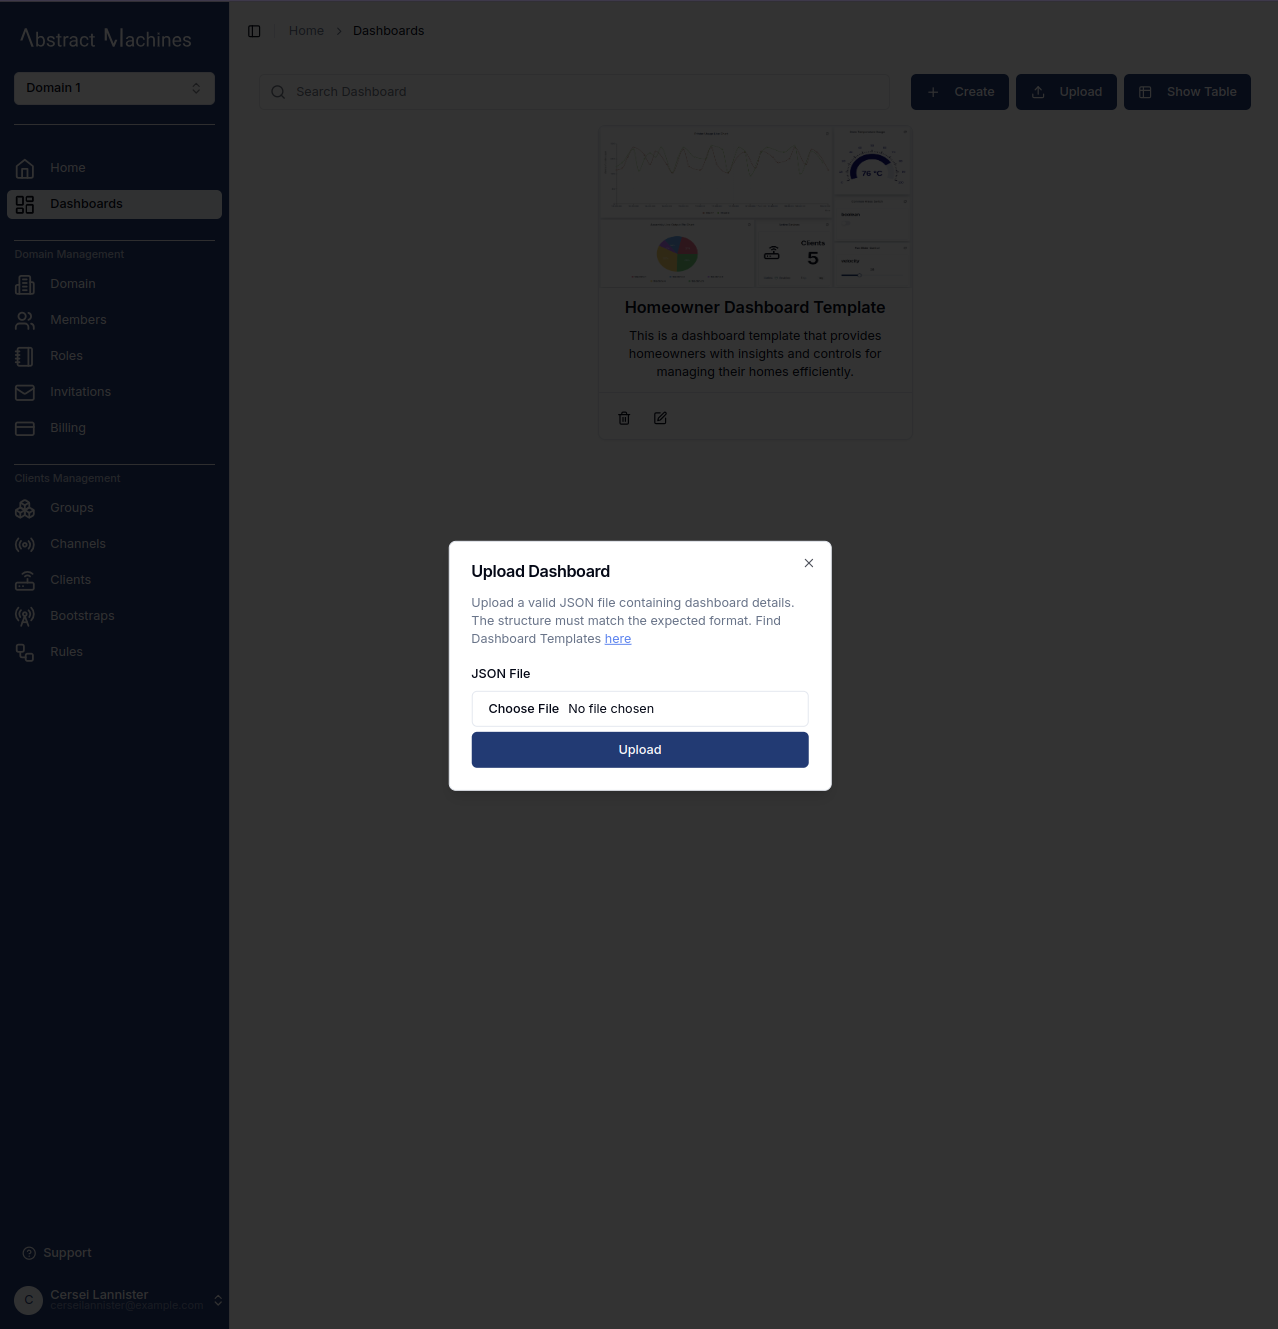 Abstract Machines
Domain 1
Home
Dashboards
Domain Management
Domain
Members
Roles
Invitations
Billing
Clients Management
Groups
Channels
Clients
Bootstraps
Rules
Support
C
Cersei Lannister
cerseilannister@example.com
Home > Dashboards
Search Dashboard
Create
Upload
Show Table
76 °C
Clients
5
Homeowner Dashboard Template
This is a dashboard template that provides
homeowners with insights and controls for
managing their homes efficiently.
Upload Dashboard
Upload a valid JSON file containing dashboard details.
The structure must match the expected format. Find
Dashboard Templates here
JSON File
Choose File No file chosen
Upload